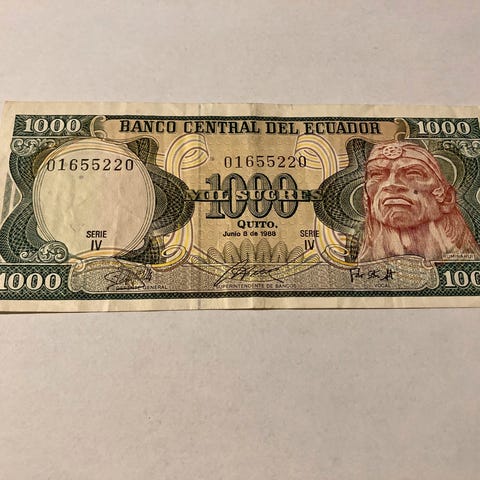 1000 1000
BANCO CENTRAL DEL ECUADOR
01655220 01655220
1000
MIL SUCRES
QUITO,
Junio 8 de 1988
SERIE IV SERIE IV
RUMIÑAHUI
GENERAL SUPERINTENDENTE DE BANCOS VOCAL
1000 100